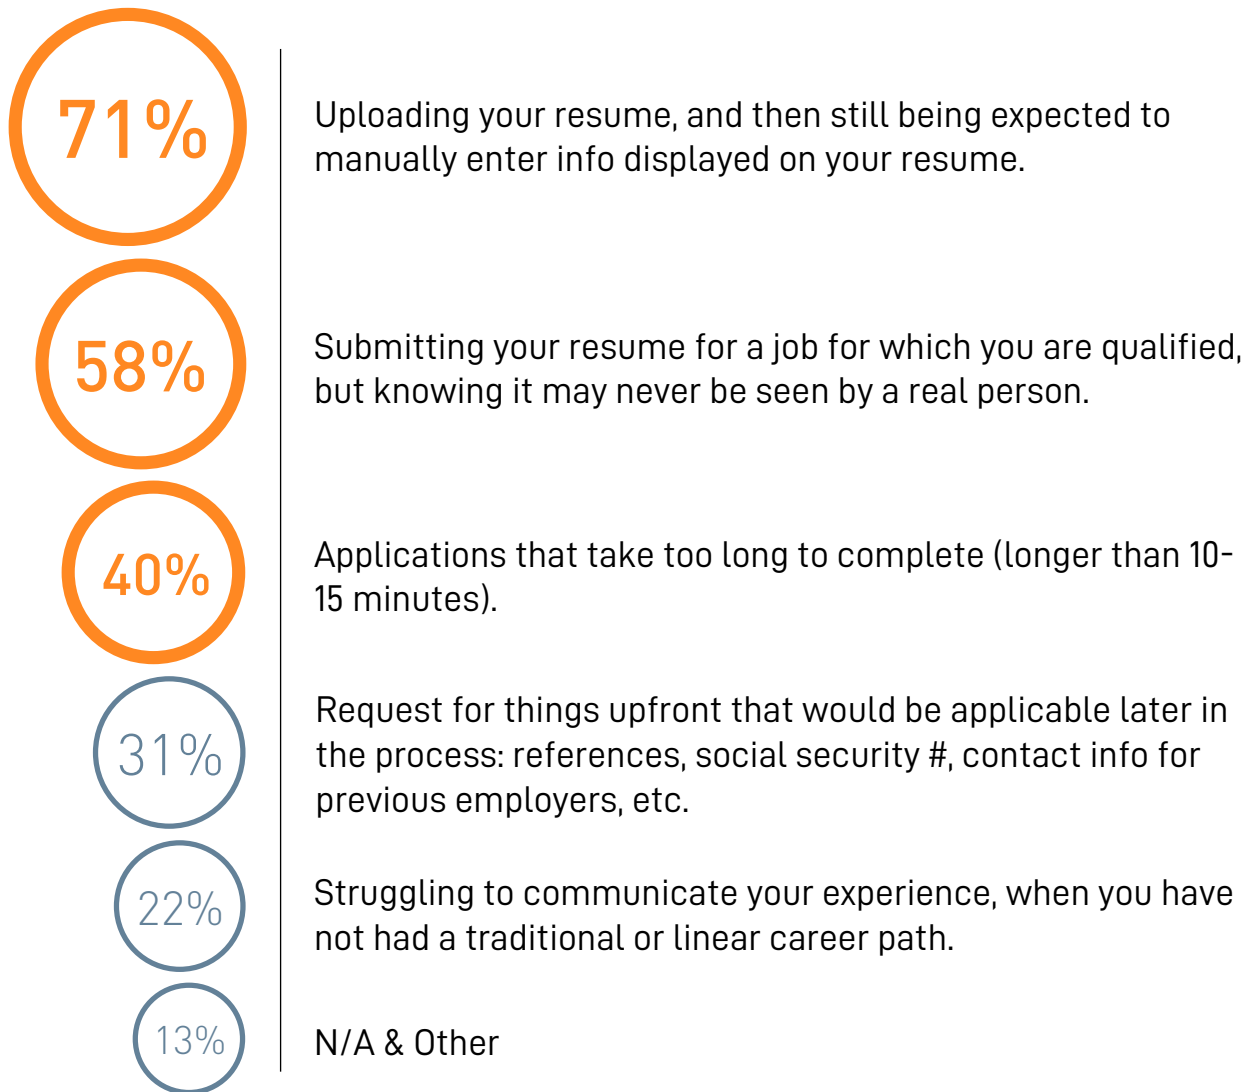 71%
Uploading your resume, and then still being expected to
manually enter info displayed on your resume.
58%
Submitting your resume for a job for which you are qualified,
but knowing it may never be seen by a real person.
40%
Applications that take too long to complete (longer than 10-
15 minutes).
31%
Request for things upfront that would be applicable later in
the process: references, social security #, contact info for
previous employers, etc.
22%
Struggling to communicate your experience, when you have
not had a traditional or linear career path.
13%
N/A & Other